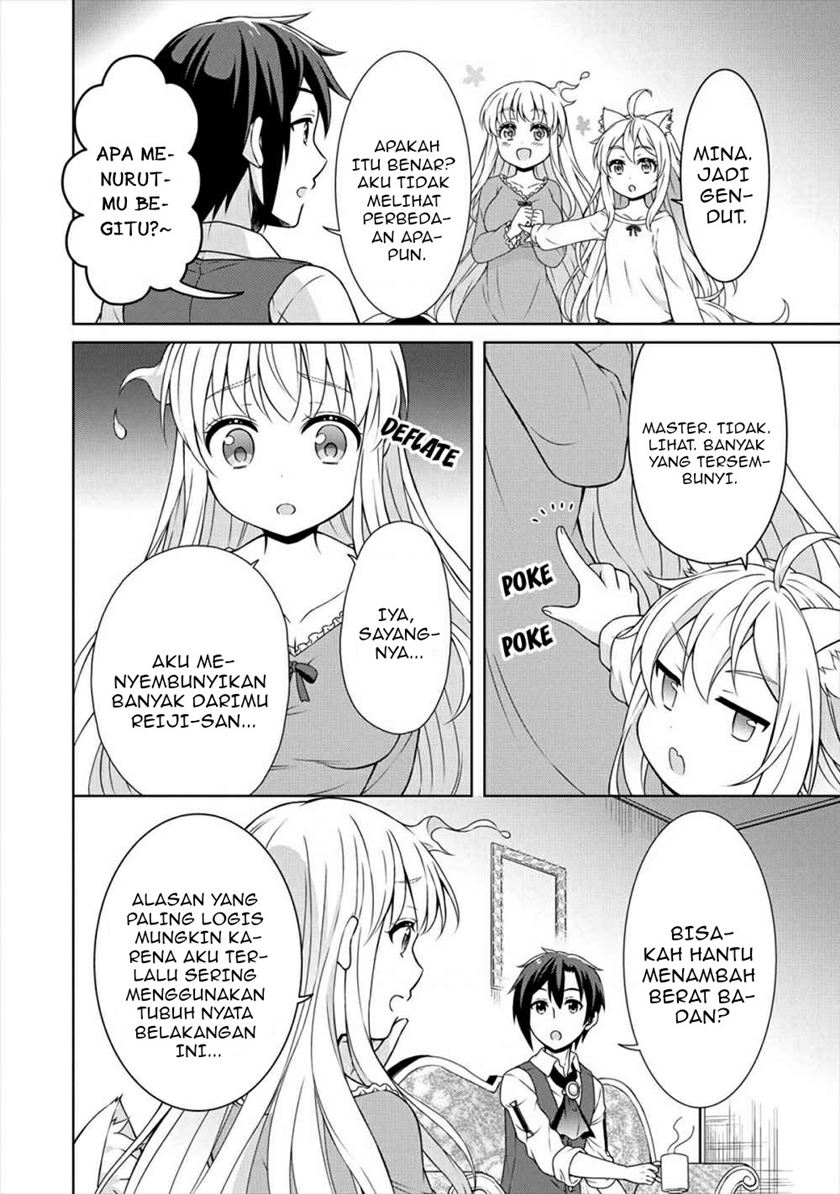 MINA.
JADI
GEN-
DUT.
APAKAH
ITU BENAR?
AKU TIDAK
MELIHAT
PERBEDA-
AN APA-
PUN.
APA ME-
NURUT-
MU BE-
GITU?~
MASTER. TIDAK.
LIHAT. BANYAK
YANG TERSEM-
BUNYI.
POKE
POKE
DEFLATE
IYA,
SAYANG-
NYA...
AKU ME-
NYEMBUNYIKAN
BANYAK DARIMU
REIJI-SAN...
BISA-
KAH HANTU
MENAMBAH
BERAT BA-
DAN?
ALASAN YANG
PALING LOGIS
MUNGKIN KA-
RENA AKU TER-
LALU SERING
MENGGUNAKAN
TUBUH NYATA
BELAKANGAN
INI...